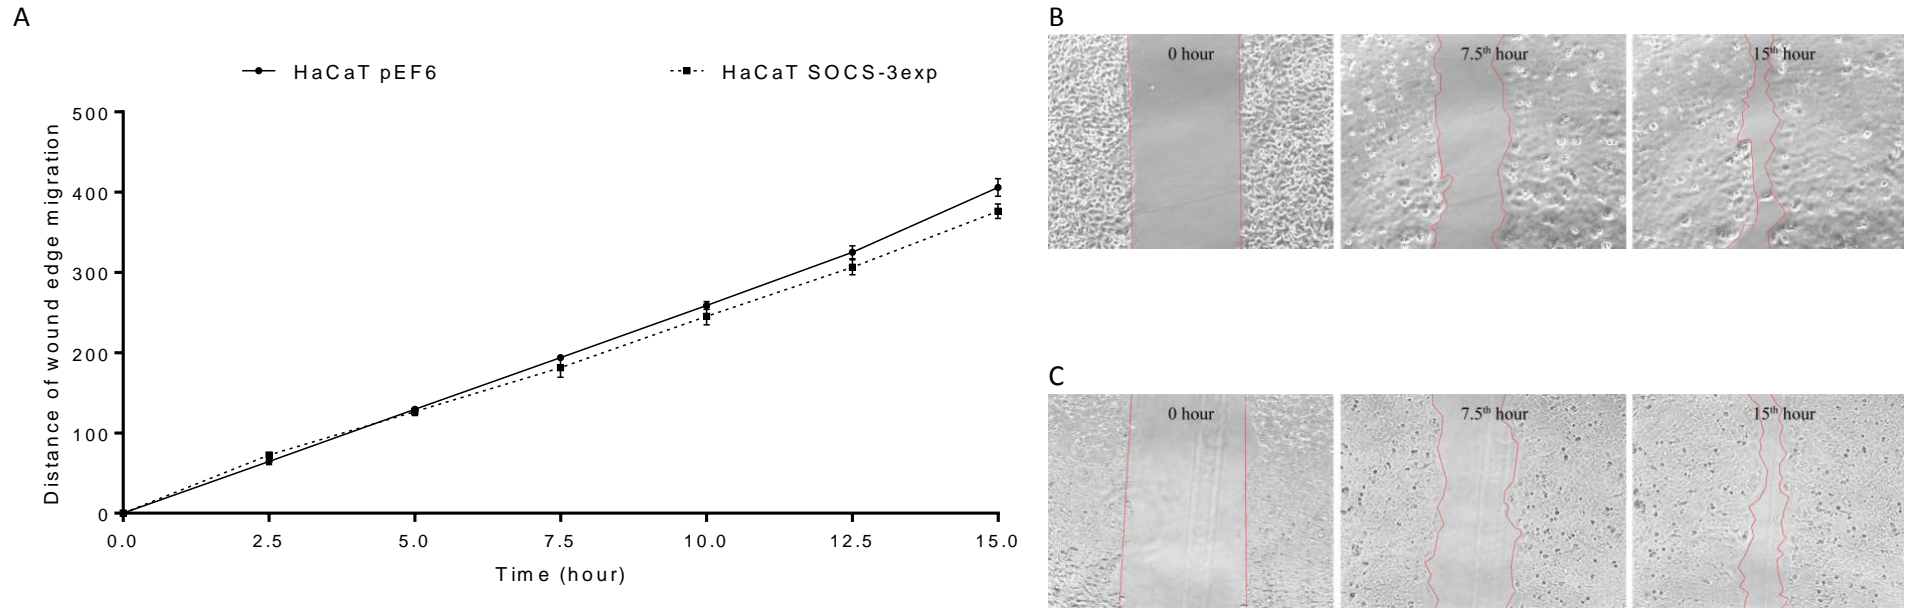 A
HaCaT pEF6
HaCaT SOCS-3exp
Distance of wound edge migration
500
400
300
200
100
0
0.0 2.5 5.0 7.5 10.0 12.5 15.0
Time (hour)
B
0 hour
7.5th hour
15th hour
C
0 hour
7.5th hour
15th hour